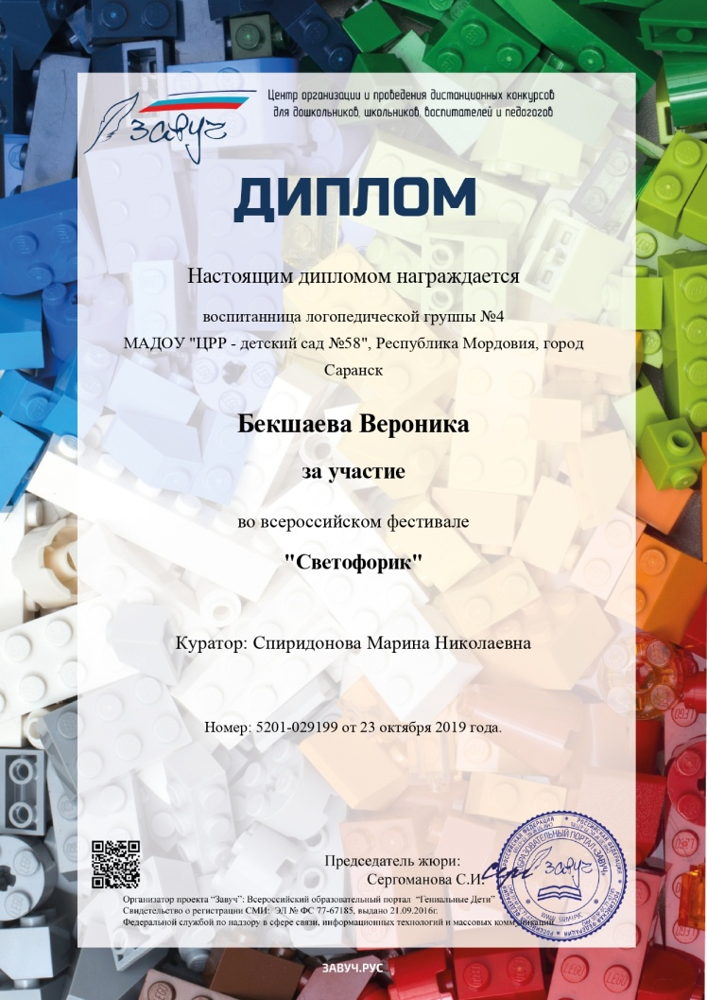 завуч
Центр организации и проведения дистанционных конкурсов
для дошкольников, школьников, воспитателей и педогогов
ДИПЛОМ
Настоящим дипломом награждается
воспитанница логопедической группы №4
МАДОУ "ЦРР - детский сад №58", Республика Мордовия, город
Саранск
Бекшаева Вероника
за участие
во всероссийском фестивале
"Светофорик"
Куратор: Спиридонова Марина Николаевна
Номер: 5201-029199 от 23 октября 2019 года.
Председатель жюри:
Сергоманова С.И.
Организатор проекта "Завуч": Всероссийский образовательный портал "Гениальные Дети"
Свидетельство о регистрации СМИ: ЭЛ № ФС 77-67185, выдано 21.09.2016г.
Федеральной службой по надзору в сфере связи, информационных технологий и массовых коммуникаций
РОССИЙСКАЯ ФЕДЕРАЦИЯ
ОБРАЗОВАТЕЛЬНЫЙ ПОРТАЛ «ЗАВУЧ»
завуч
WWW.ЗАВУЧ.РУС
ЗАВУЧ.РУС